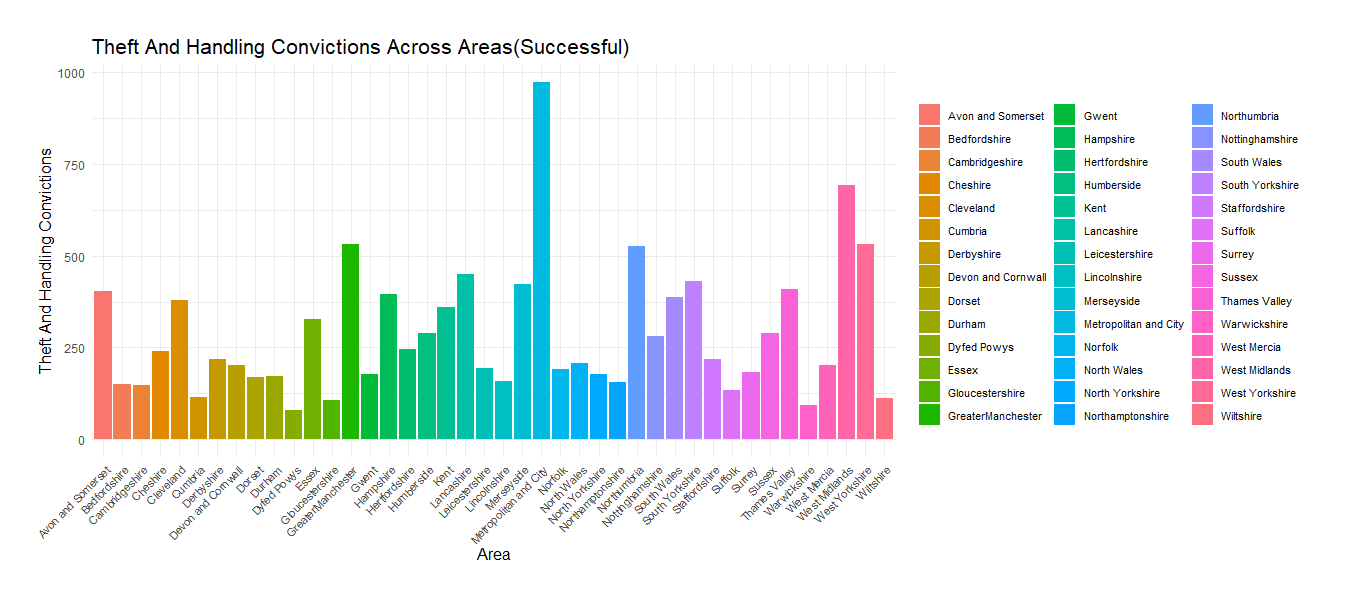 Theft And Handling Convictions Across Areas(Successful)
Theft And Handling Convictions
1000
750
500
250
0
Avon and Somerset
Bedfordshire
Cambridgeshire
Cheshire
Cleveland
Cumbria
Derbyshire
Devon and Cornwall
Dorset
Durham
Dyfed Powys
Essex
Gloucestershire
GreaterManchester
Gwent
Hampshire
Hertfordshire
Humberside
Kent
Lancashire
Leicestershire
Lincolnshire
Merseyside
Metropolitan and City
Norfolk
North Wales
North Yorkshire
Northamptonshire
Northumbria
Nottinghamshire
South Wales
South Yorkshire
Staffordshire
Suffolk
Surrey
Sussex
Thames Valley
Warwickshire
West Mercia
West Midlands
West Yorkshire
Wiltshire
Area
Avon and Somerset
Bedfordshire
Cambridgeshire
Cheshire
Cleveland
Cumbria
Derbyshire
Devon and Cornwall
Dorset
Durham
Dyfed Powys
Essex
Gloucestershire
GreaterManchester
Gwent
Hampshire
Hertfordshire
Humberside
Kent
Lancashire
Leicestershire
Lincolnshire
Merseyside
Metropolitan and City
Norfolk
North Wales
North Yorkshire
Northamptonshire
Northumbria
Nottinghamshire
South Wales
South Yorkshire
Staffordshire
Suffolk
Surrey
Sussex
Thames Valley
Warwickshire
West Mercia
West Midlands
West Yorkshire
Wiltshire